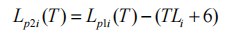 L_{p2i}(T) = L_{p1i}(T) − (TL_i + 6)